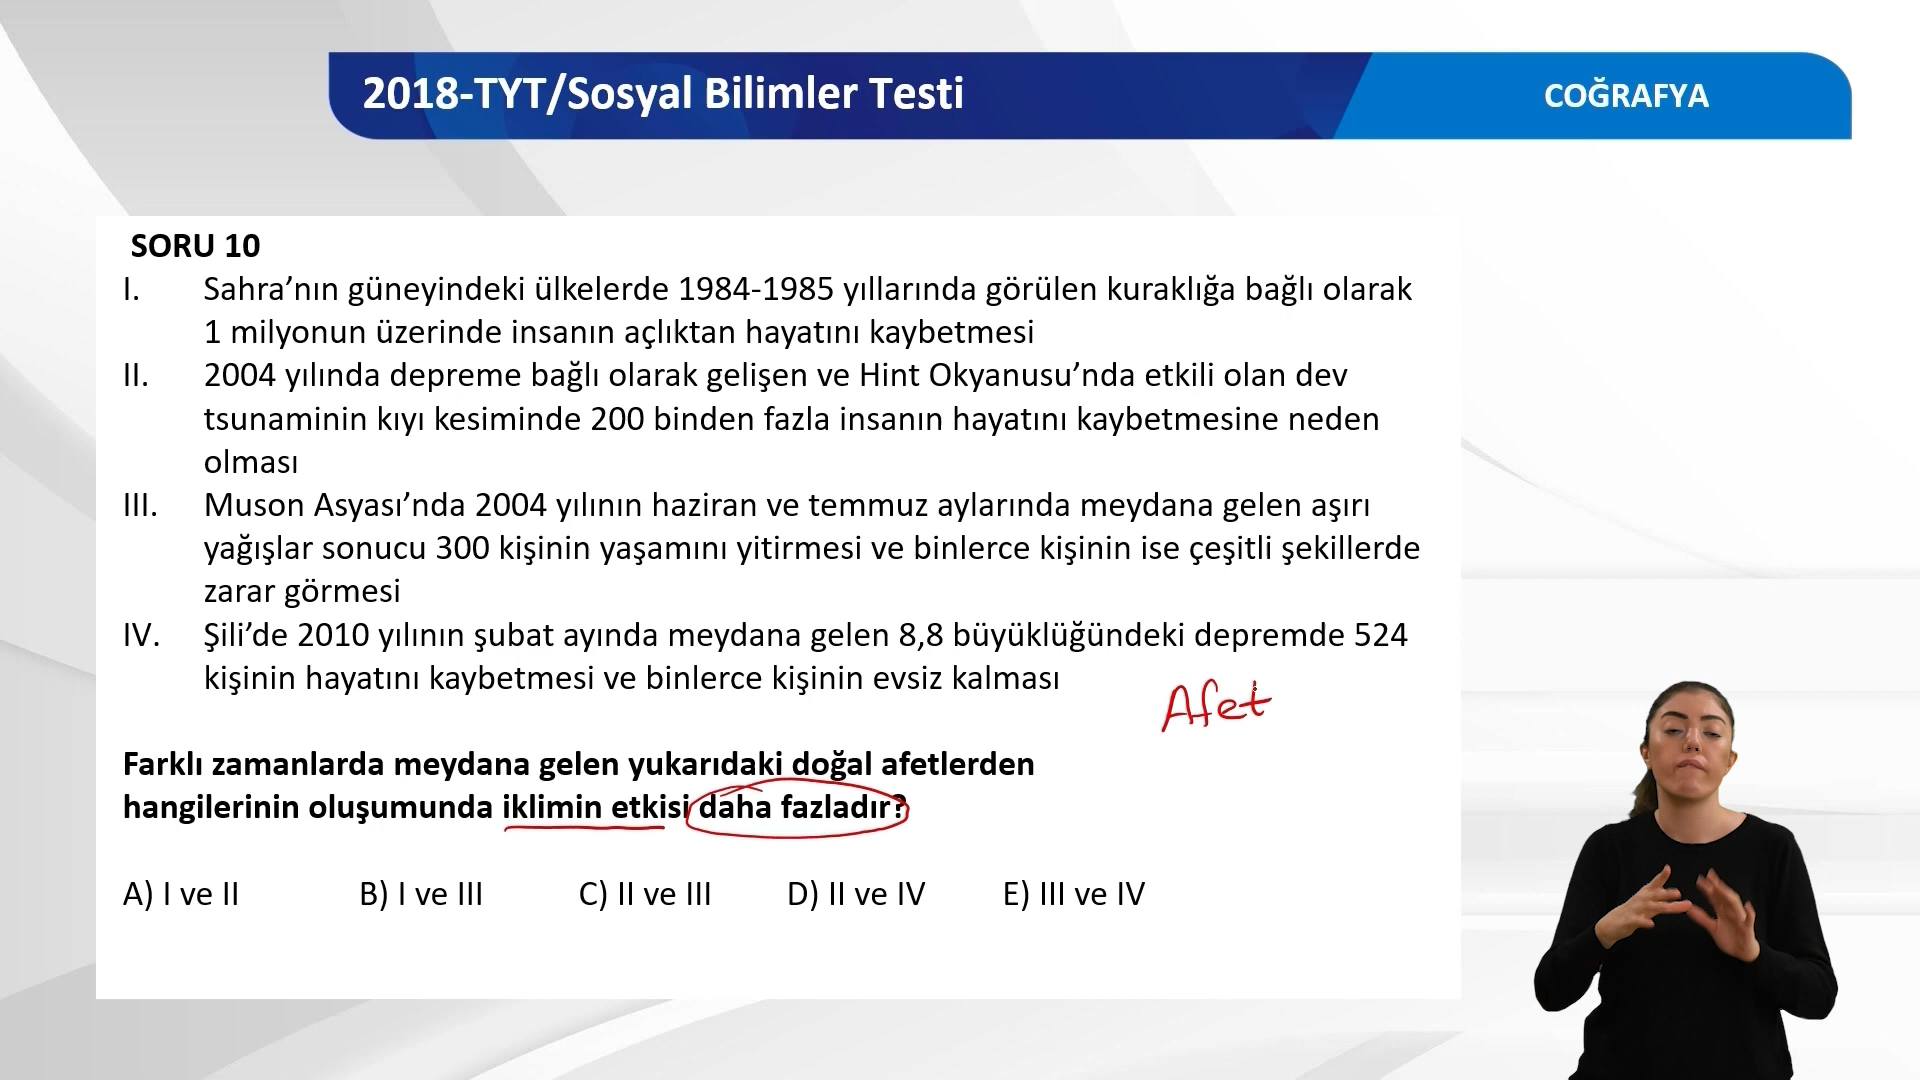 2018-TYT/Sosyal Bilimler Testi
COĞRAFYA
SORU 10
I. Sahra’nın güneyindeki ülkelerde 1984-1985 yıllarında görülen kuraklığa bağlı olarak
1 milyonun üzerinde insanın açlıktan hayatını kaybetmesi
II. 2004 yılında depreme bağlı olarak gelişen ve Hint Okyanusu’nda etkili olan dev
tsunaminin kıyı kesiminde 200 binden fazla insanın hayatını kaybetmesine neden
olması
III. Muson Asyası’nda 2004 yılının haziran ve temmuz aylarında meydana gelen aşırı
yağışlar sonucu 300 kişinin yaşamını yitirmesi ve binlerce kişinin ise çeşitli şekillerde
zarar görmesi
IV. Şili’de 2010 yılının şubat ayında meydana gelen 8,8 büyüklüğündeki depremde 524
kişinin hayatını kaybetmesi ve binlerce kişinin evsiz kalması
Afet
Farklı zamanlarda meydana gelen yukarıdaki doğal afetlerden
hangilerinin oluşumunda iklimin etkisi daha fazladır?
A) I ve II B) I ve III C) II ve III D) II ve IV E) III ve IV